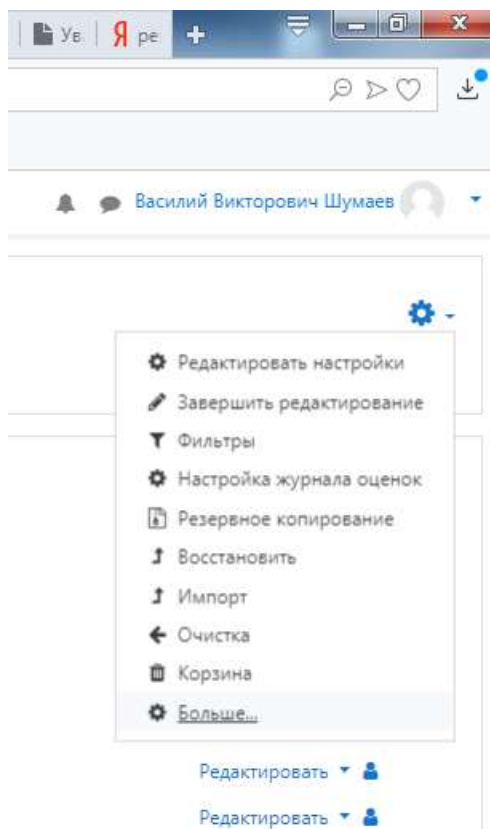 Ув Я ре
Василий Викторович Шумаев
Редактировать настройки
Завершить редактирование
Фильтры
Настройка журнала оценок
Резервное копирование
Восстановить
Импорт
Очистка
Корзина
Больше...
Редактировать
Редактировать